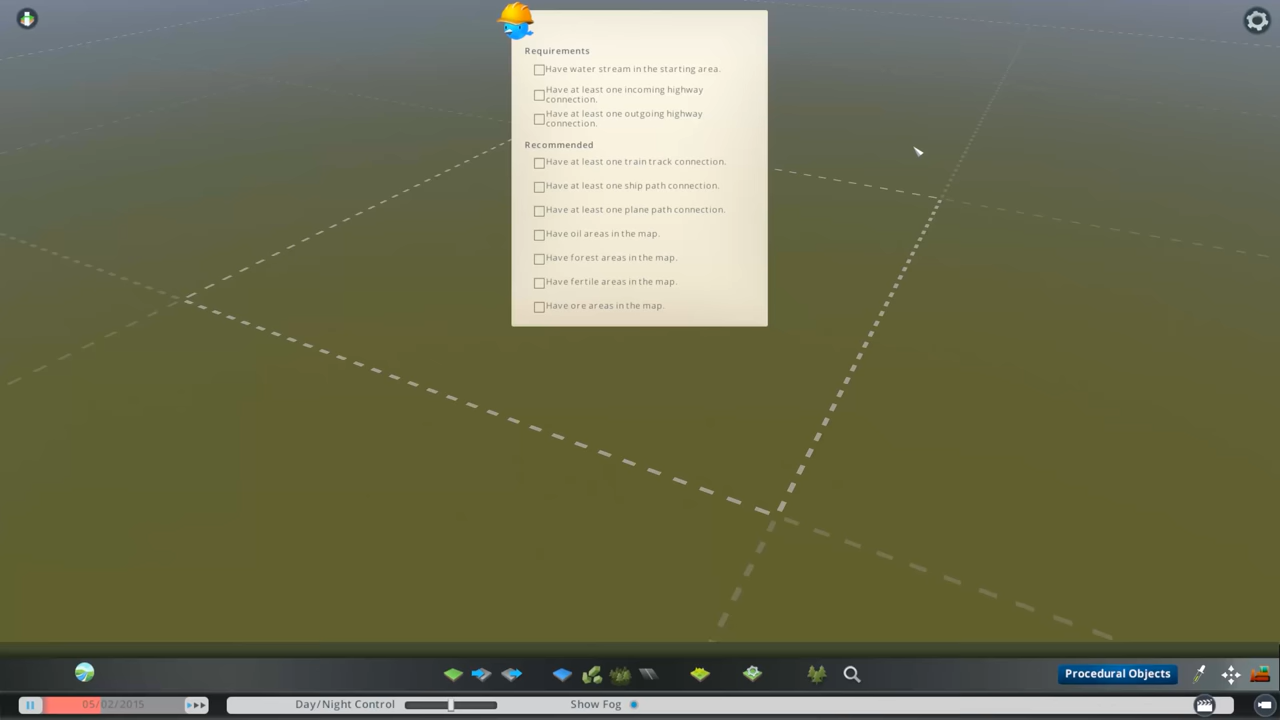 Requirements
Have water stream in the starting area.
Have at least one incoming highway
connection.
Have at least one outgoing highway
connection.
Recommended
Have at least one train track connection.
Have at least one ship path connection.
Have at least one plane path connection.
Have oil areas in the map.
Have forest areas in the map.
Have fertile areas in the map.
Have ore areas in the map.
Procedural Objects
05/02/2015
Day/Night Control
Show Fog